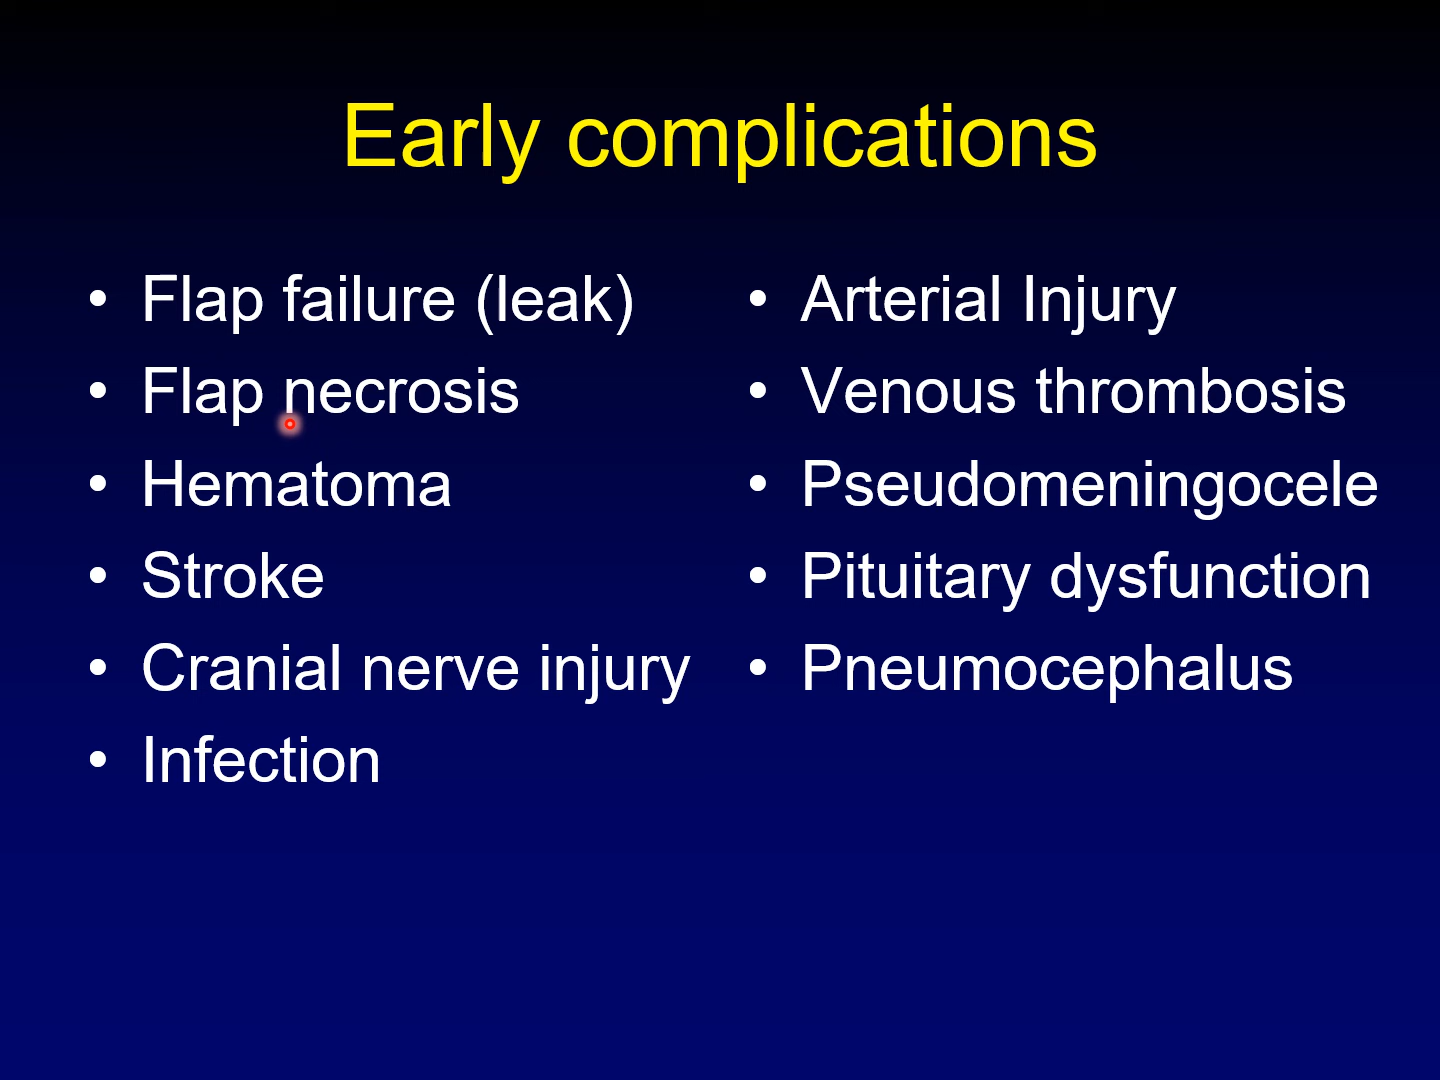 Early complications
• Flap failure (leak)
• Flap necrosis
• Hematoma
• Stroke
• Cranial nerve injury
• Infection
• Arterial Injury
• Venous thrombosis
• Pseudomeningocele
• Pituitary dysfunction
• Pneumocephalus